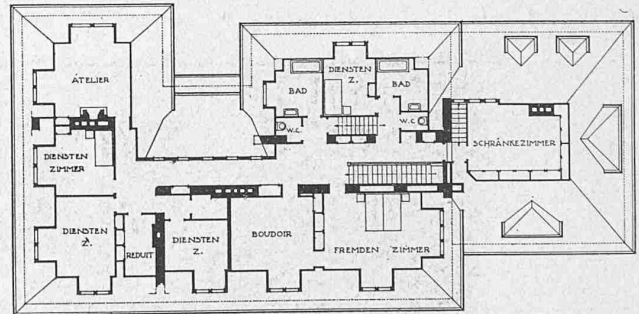 ATELIER
BAD
DIENSTEN
Z.
BAD
W.C.
W.C.
SCHRÄNKEZIMMER
DIENSTEN
ZIMMER
DIENSTEN
Z.
REDUIT
DIENSTEN
Z.
BOUDOIR
FREMDEN ZIMMER